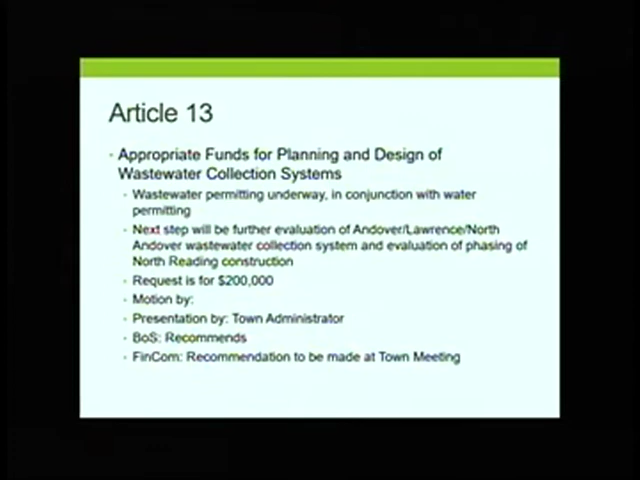 Article 13
Appropriate Funds for Planning and Design of
Wastewater Collection Systems
Wastewater permitting underway, in conjunction with water
permitting
Next step will be further evaluation of Andover/Lawrence/North
Andover wastewater collection system and evaluation of phasing of
North Reading construction
Request is for $200,000
Motion by:
Presentation by: Town Administrator
BoS: Recommends
FinCom: Recommendation to be made at Town Meeting